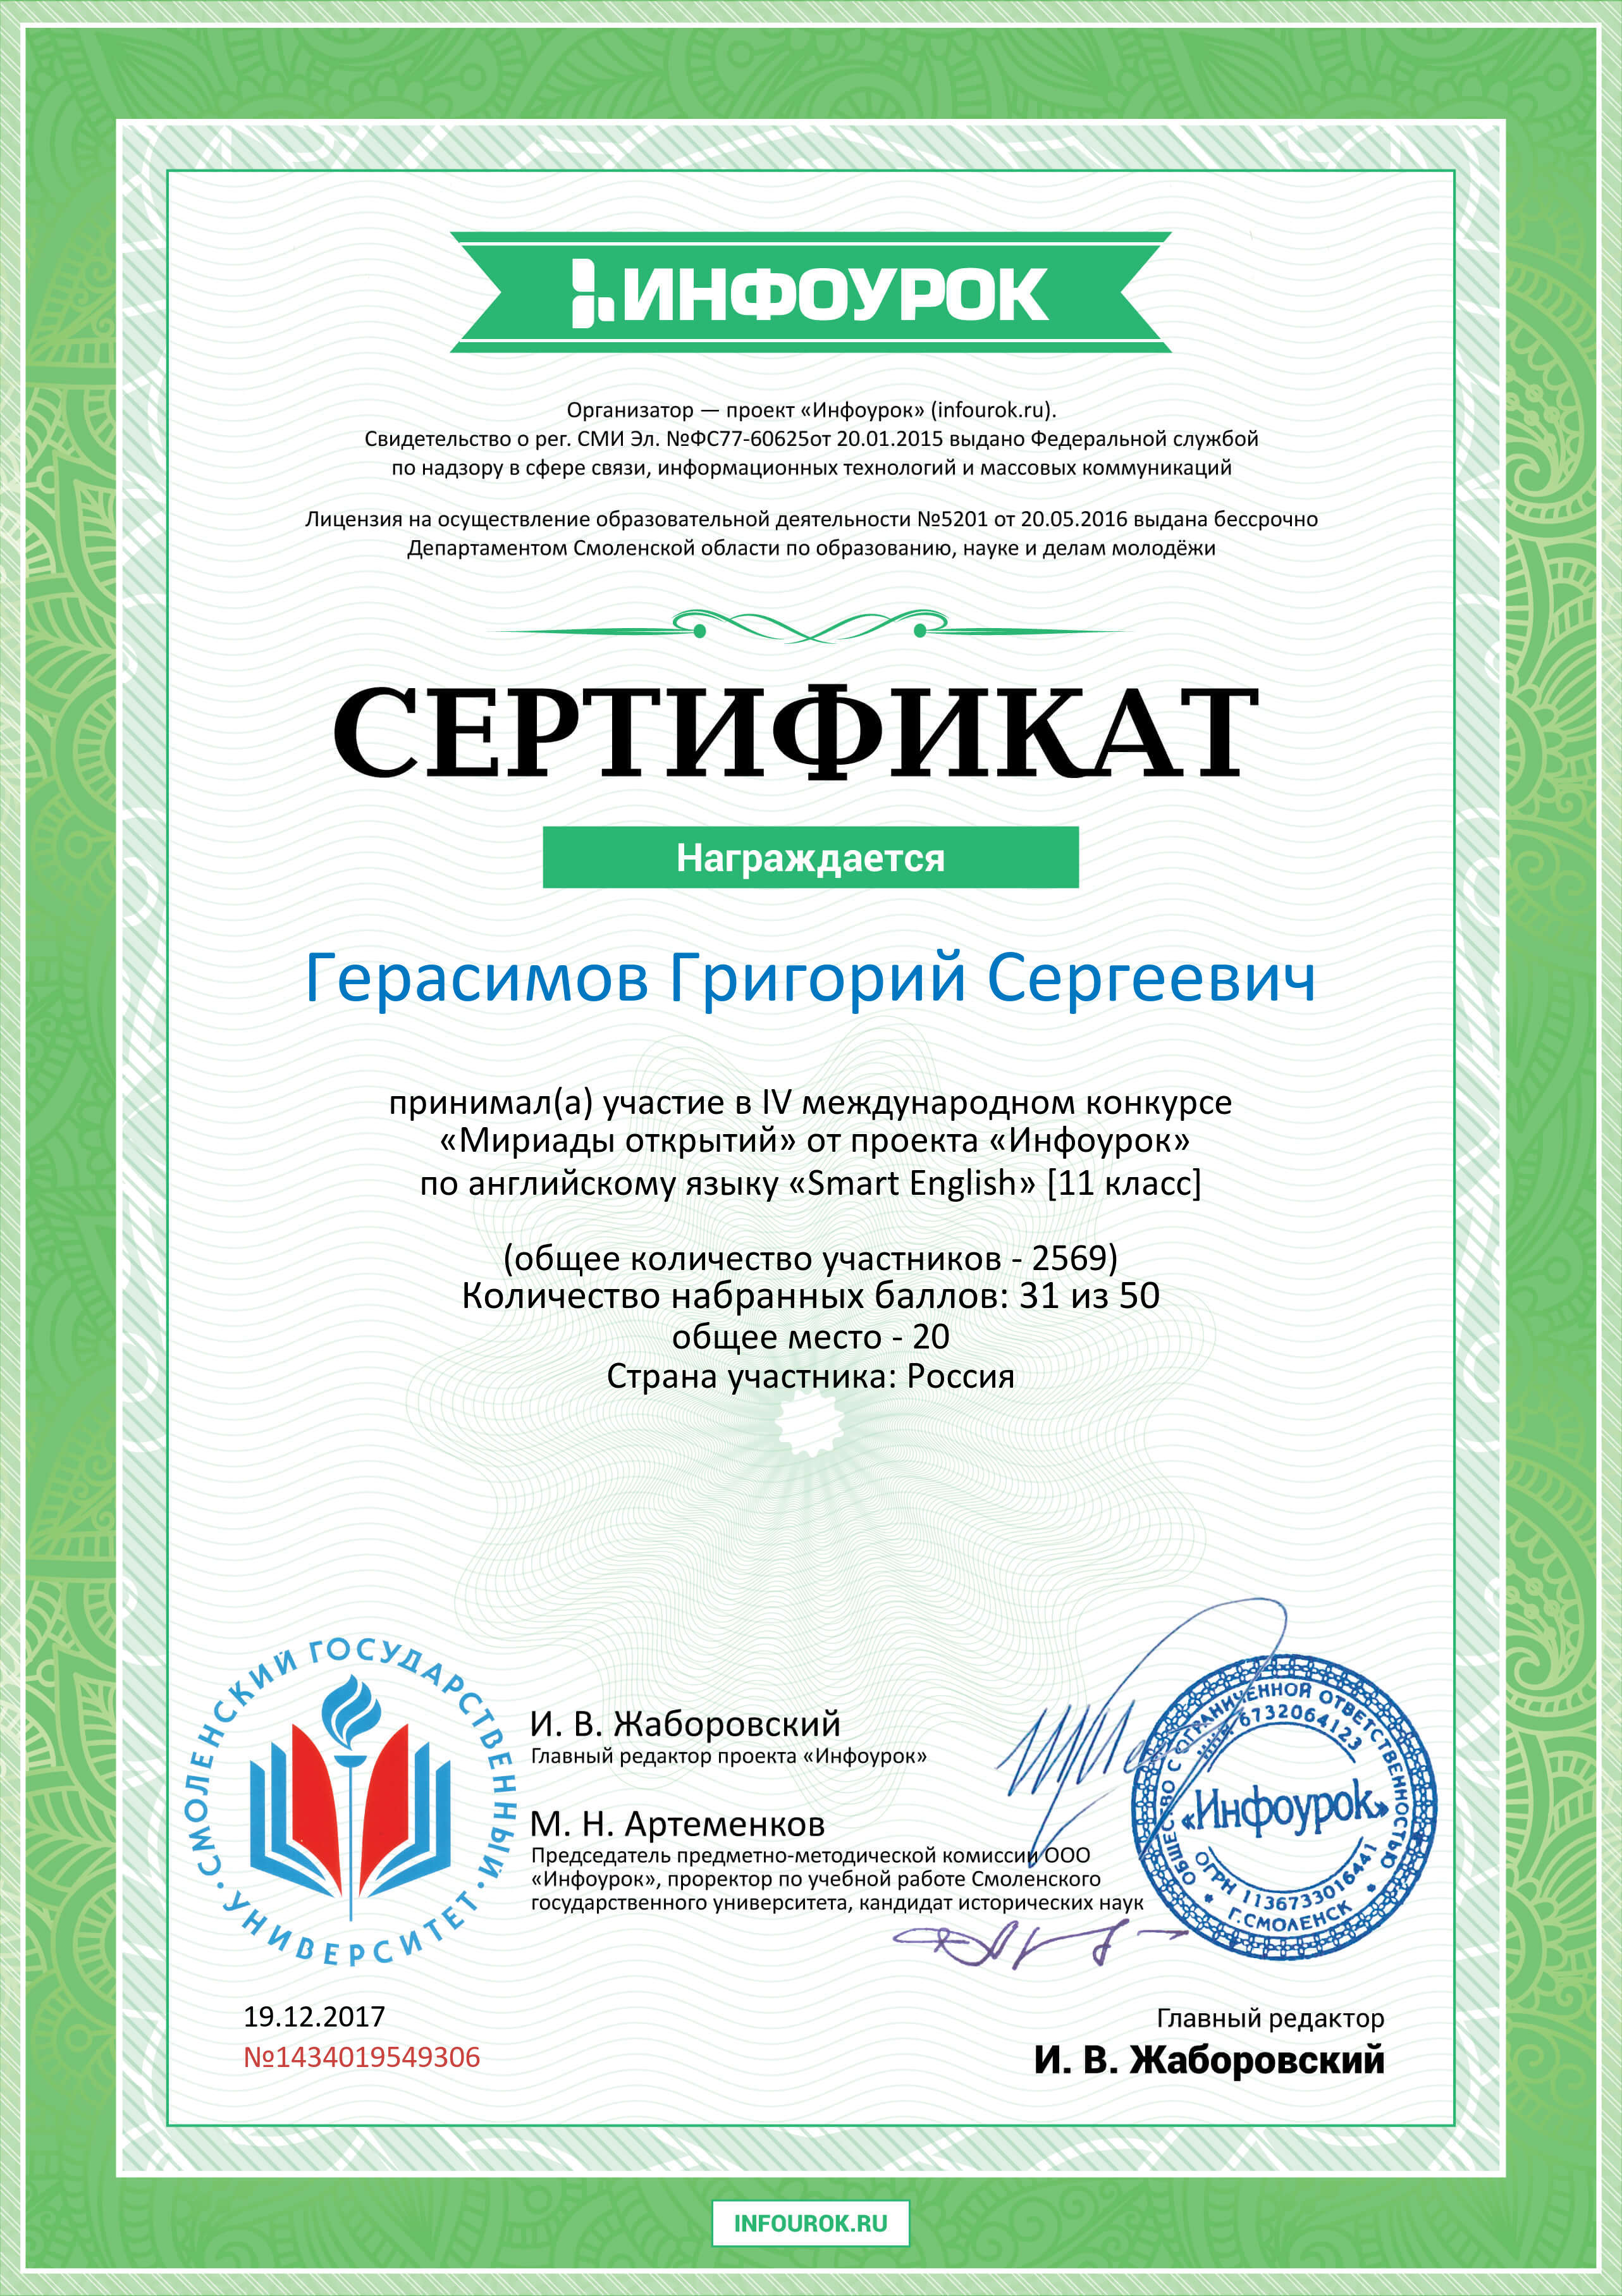 ИНФОУРОК
Организатор — проект «Инфоурок» (infourok.ru).
Свидетельство о рег. СМИ Эл. №ФС77-60625от 20.01.2015 выдано Федеральной службой
по надзору в сфере связи, информационных технологий и массовых коммуникаций
Лицензия на осуществление образовательной деятельности №5201 от 20.05.2016 выдана бессрочно
Департаментом Смоленской области по образованию, науке и делам молодёжи
СЕРТИФИКАТ
Награждается
Герасимов Григорий Сергеевич
принимал(а) участие в IV международном конкурсе
«Мириады открытий» от проекта «Инфоурок»
по английскому языку «Smart English» [11 класс]
(общее количество участников - 2569)
Количество набранных баллов: 31 из 50
общее место - 20
Страна участника: Россия
СМОЛЕНСКИЙ ГОСУДАРСТВЕННЫЙ
УНИВЕРСИТЕТ
И. В. Жаборовский
Главный редактор проекта «Инфоурок»
М. Н. Артеменков
Председатель предметно-методической комиссии ООО
«Инфоурок», проректор по учебной работе Смоленского
государственного университета, кандидат исторических наук
ОБЩЕСТВО С ОГРАНИЧЕННОЙ ОТВЕТСТВЕННОСТЬЮ
ИНН 6732064123
«Инфоурок»
ОГРН 1136733016441
Г.СМОЛЕНСК
19.12.2017
№1434019549306
Главный редактор
И. В. Жаборовский
INFOUROK.RU